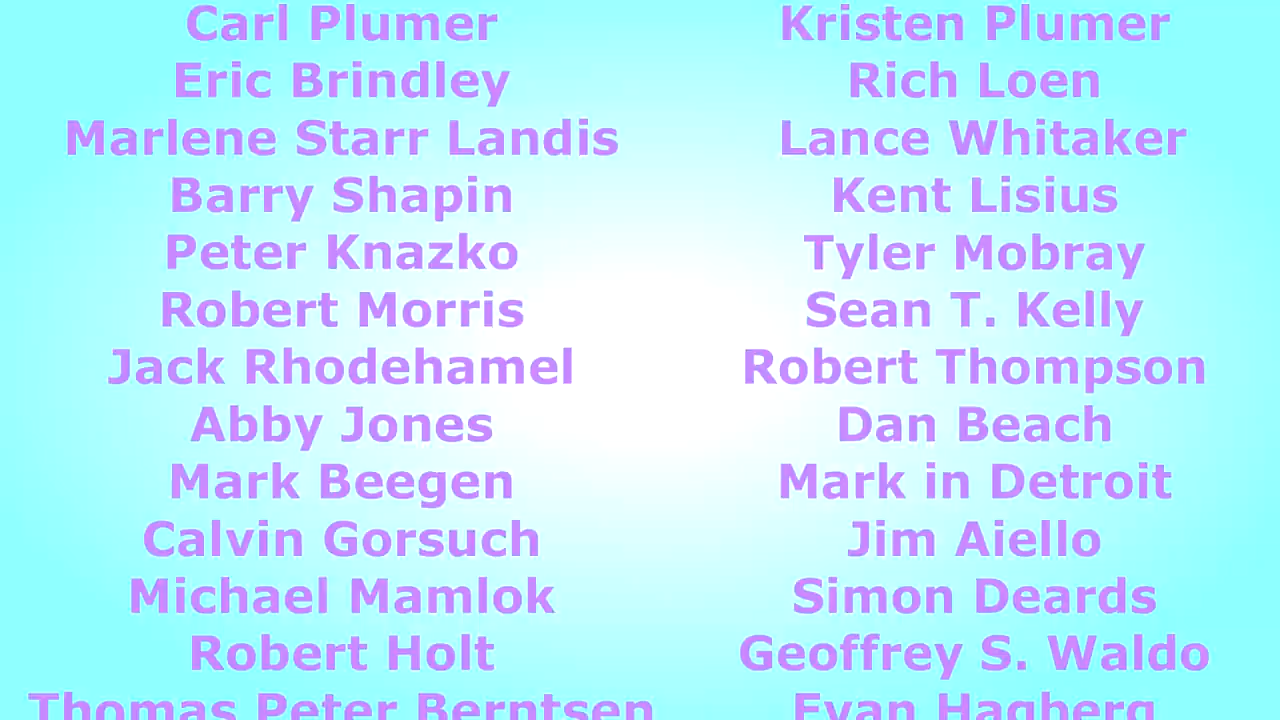 Carl Plumer
Kristen Plumer
Eric Brindley
Rich Loen
Marlene Starr Landis
Lance Whitaker
Barry Shapin
Kent Lisius
Peter Knazko
Tyler Mobray
Robert Morris
Sean T. Kelly
Jack Rhodehamel
Robert Thompson
Abby Jones
Dan Beach
Mark Beegen
Mark in Detroit
Calvin Gorsuch
Jim Aiello
Michael Mamlok
Simon Deards
Robert Holt
Geoffrey S. Waldo
Thomas Peter Berntsen
Evan Hagberg